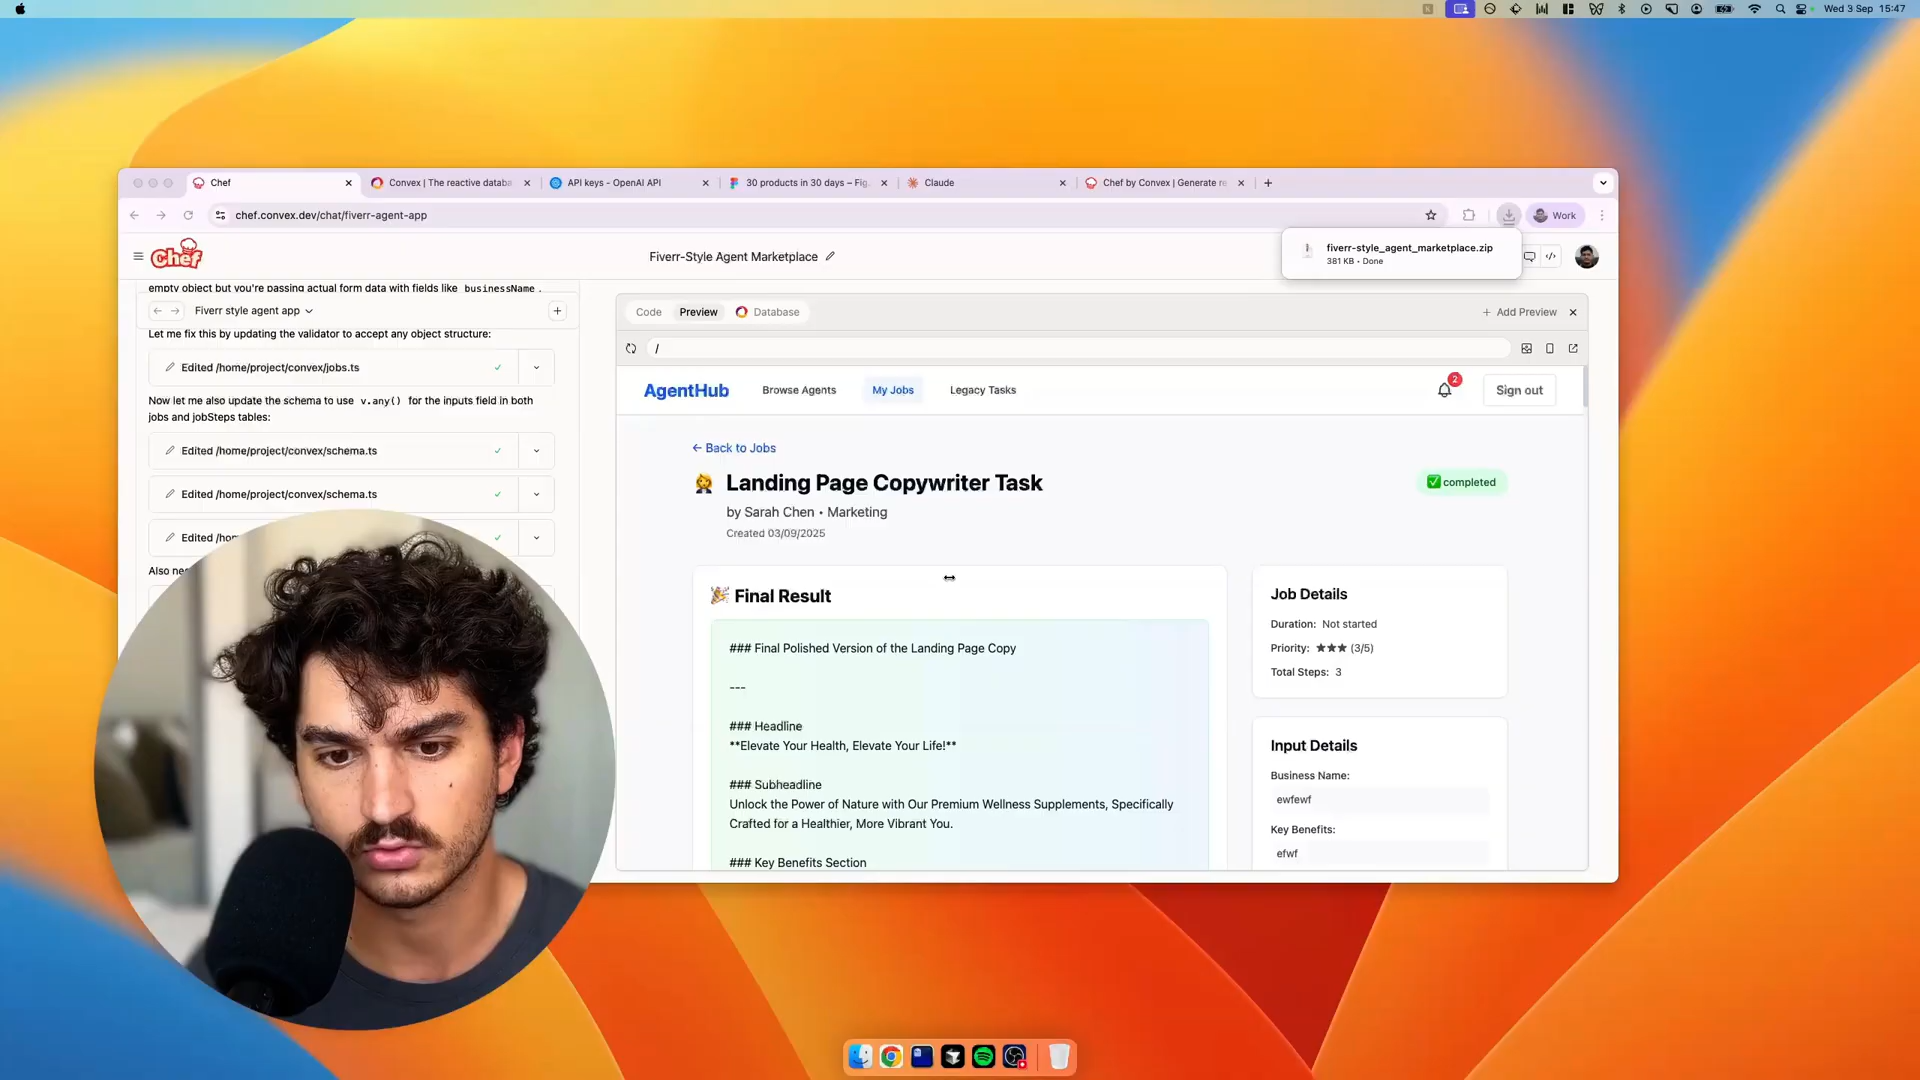 Wed 3 Sep 15:47
Chef
Convex | The reactive databa
API keys - OpenAI API
30 products in 30 days – Fig
Claude
Chef by Convex | Generate re
chef.convex.dev/chat/fiverr-agent-app
Work
Chef
Fiverr-Style Agent Marketplace
fiverr-style_agent_marketplace.zip
381 KB • Done
empty object but you're passing actual form data with fields like businessName.
Fiverr style agent app
Let me fix this by updating the validator to accept any object structure:
Edited /home/project/convex/jobs.ts
Now let me also update the schema to use v.any() for the inputs field in both
jobs and jobSteps tables:
Edited /home/project/convex/schema.ts
Edited /home/project/convex/schema.ts
Edited /hom
Also nee
Code
Preview
Database
+ Add Preview
/
AgentHub
Browse Agents
My Jobs
Legacy Tasks
2
Sign out
← Back to Jobs
Landing Page Copywriter Task
completed
by Sarah Chen • Marketing
Created 03/09/2025
🎉 Final Result
### Final Polished Version of the Landing Page Copy
---
### Headline
**Elevate Your Health, Elevate Your Life!**
### Subheadline
Unlock the Power of Nature with Our Premium Wellness Supplements, Specifically
Crafted for a Healthier, More Vibrant You.
### Key Benefits Section
Job Details
Duration: Not started
Priority: ★★★ (3/5)
Total Steps: 3
Input Details
Business Name:
ewfewf
Key Benefits:
efwf